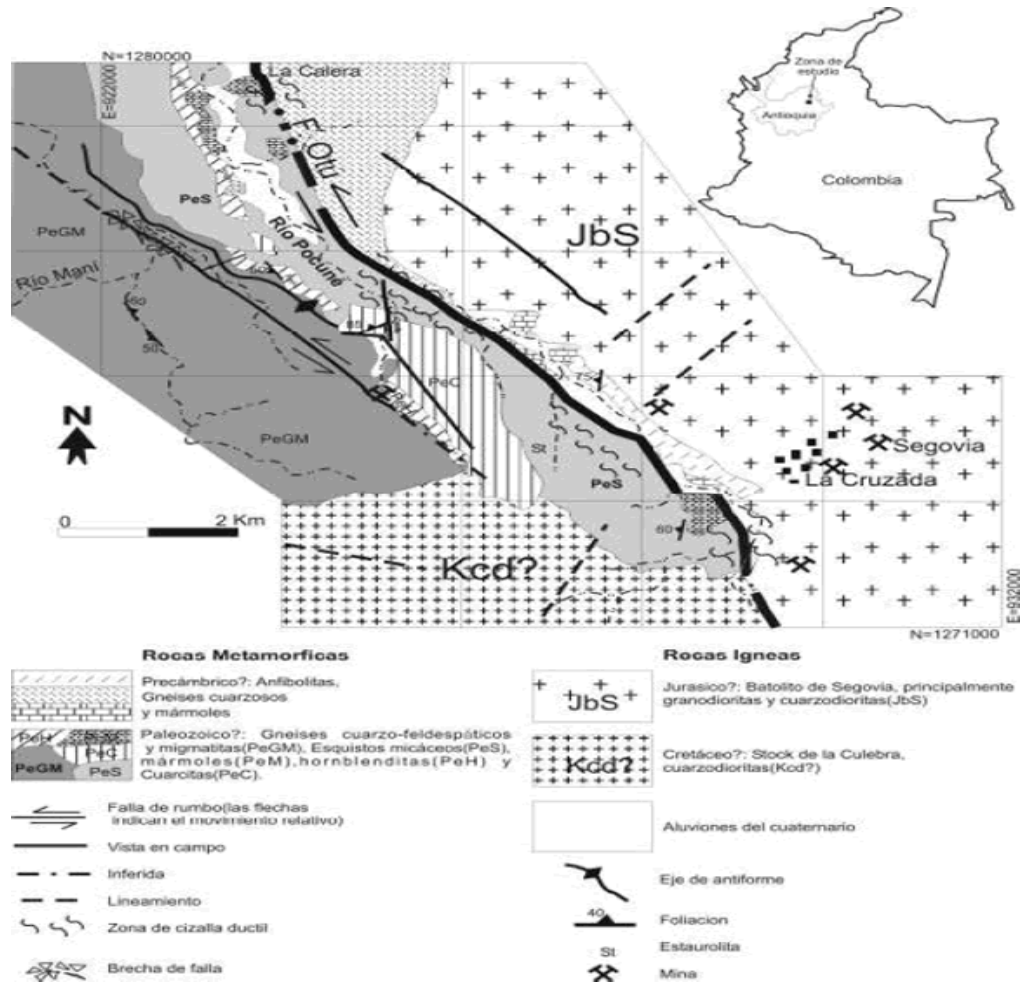 N=1280000
E=922000
La Calera
Zona de
estudio
Antioquia
Colombia
F. Otú
PeS
JbS
PeGM
Río Pocuné
Río Maní
60
50
65
PeC
75
N
PeGM
St
PeS
Segovia
La Cruzada
0 2 Km
60
Kcd?
E=932000
N=1271000
Rocas Metamorficas
Precámbrico?: Anfibolitas,
Gneises cuarzosos
y mármoles
PeH
PeC
PeGM
PeS
Paleozoico?: Gneises cuarzo-feldespáticos
y migmatitas(PeGM), Esquistos micáceos(PeS),
mármoles(PeM),hornblenditas(PeH) y
Cuarcitas(PeC).
Falla de rumbo(las flechas
indican el movimiento relativo)
Vista en campo
Inferida
Lineamiento
Zona de cizalla ductil
Brecha de falla
Rocas Igneas
JbS
Jurasico?: Batolito de Segovia, principalmente
granodioritas y cuarzodioritas(JbS)
Kcd?
Cretáceo?: Stock de la Culebra,
cuarzodioritas(Kcd?)
Aluviones del cuaternario
Eje de antiforme
40
Foliacion
St
Estaurolita
Mina